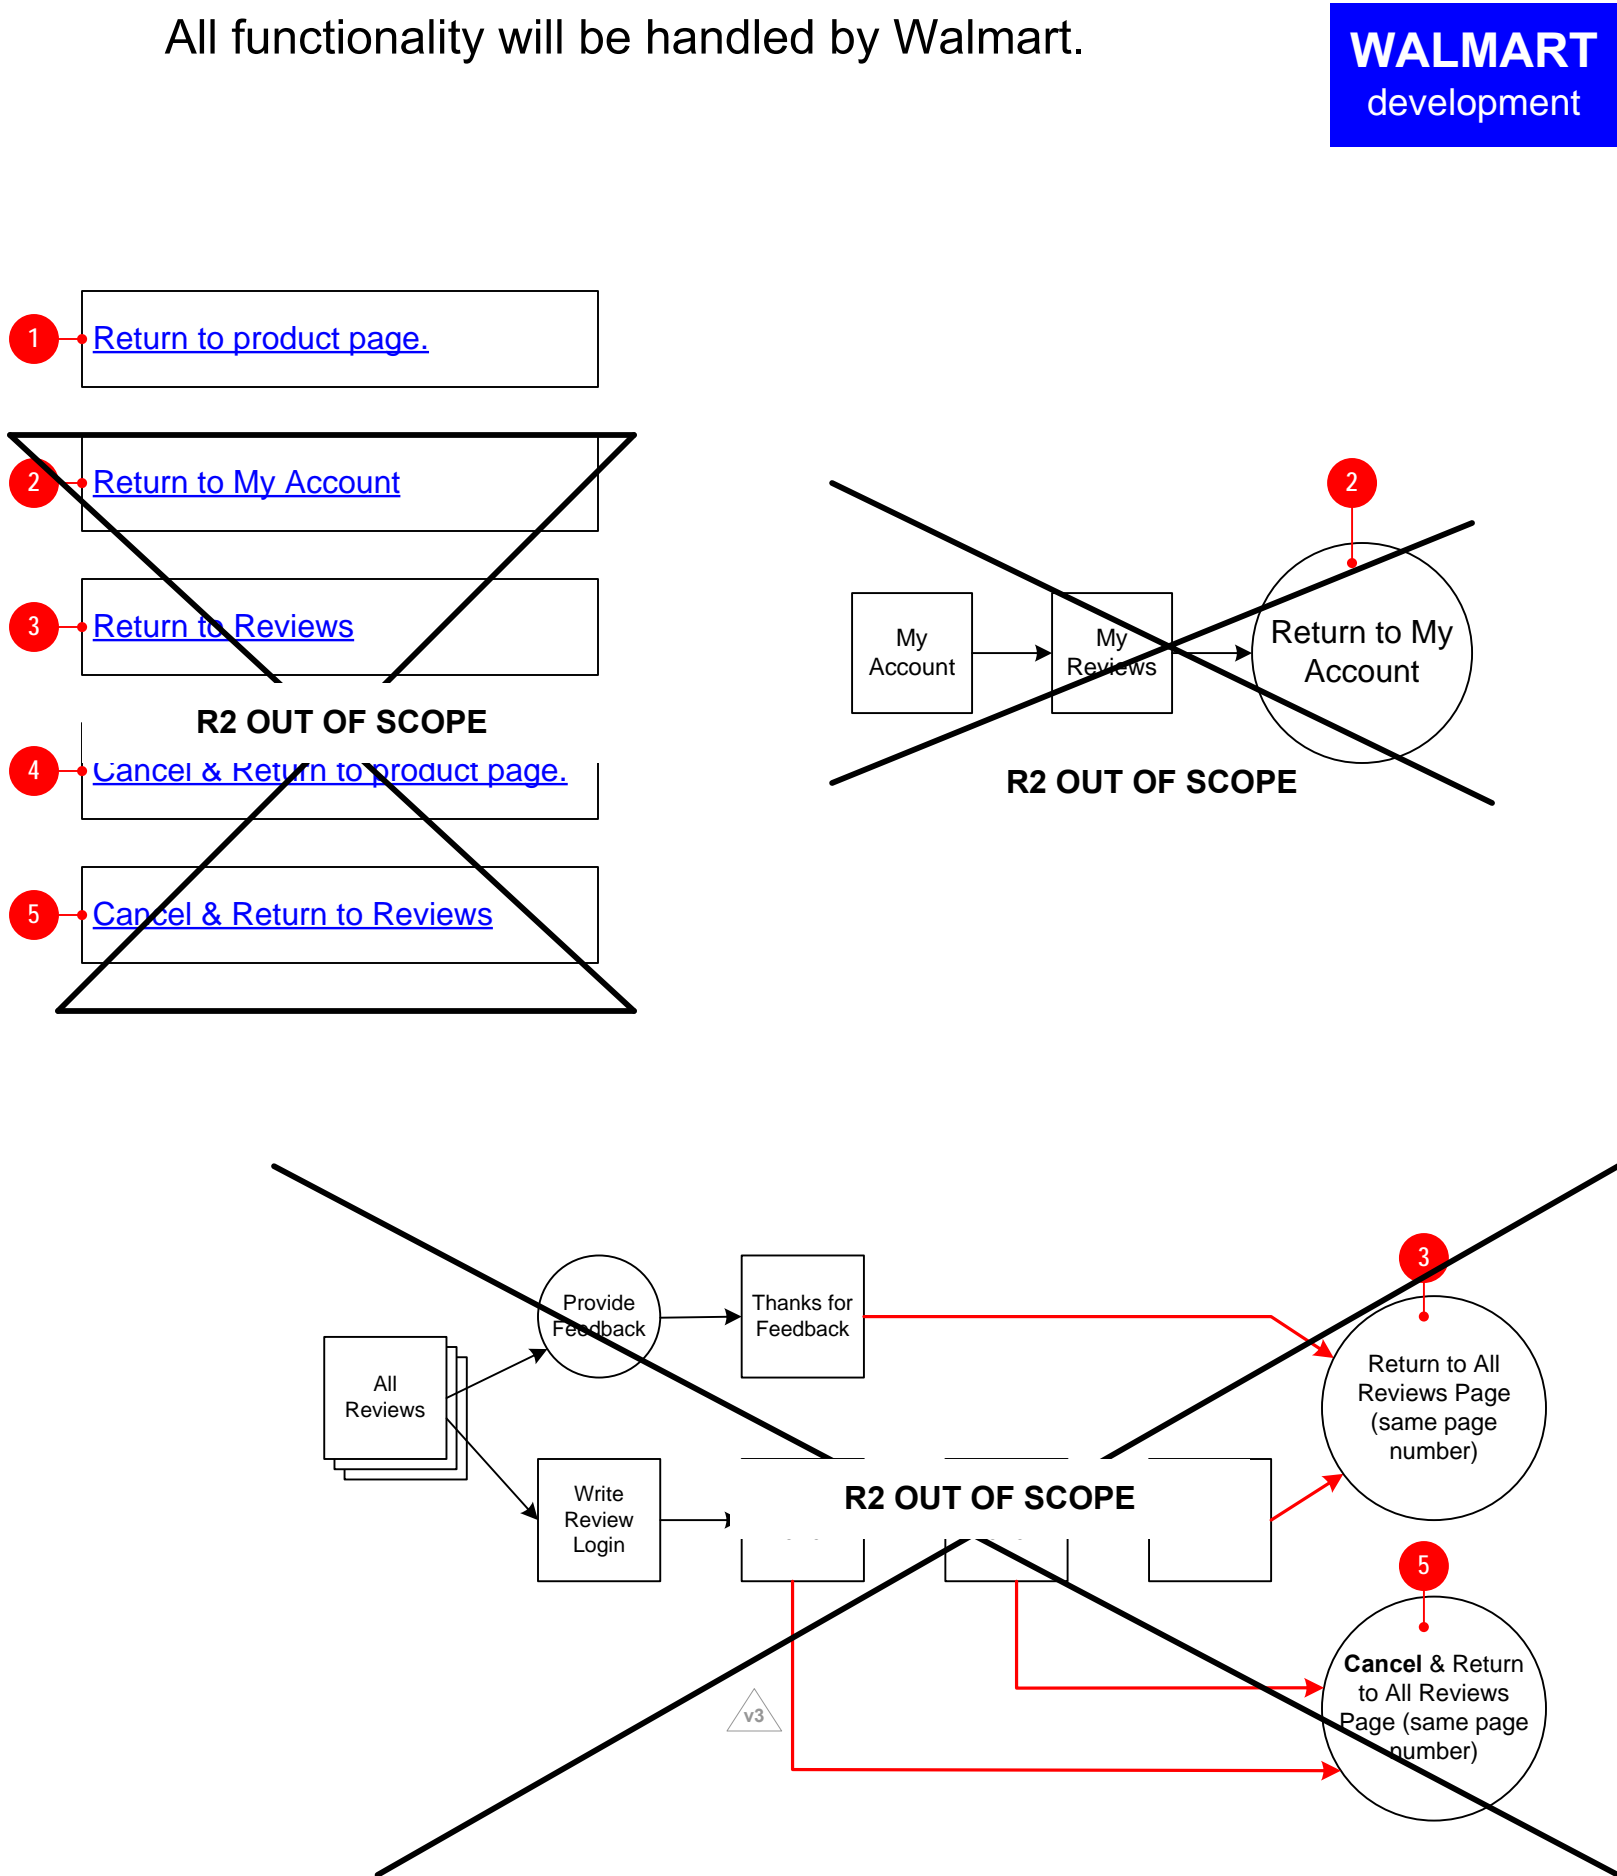 All functionality will be handled by Walmart.
WALMART
development
1
Return to product page.
2
Return to My Account
3
Return to Reviews
R2 OUT OF SCOPE
4
Cancel & Return to product page.
5
Cancel & Return to Reviews
2
My
Account
My
Reviews
Return to My
Account
R2 OUT OF SCOPE
3
Provide
Feedback
Thanks for
Feedback
All
Reviews
Return to All
Reviews Page
(same page
number)
Write
Review
Login
R2 OUT OF SCOPE
5
Cancel & Return
to All Reviews
Page (same page
number)
v3